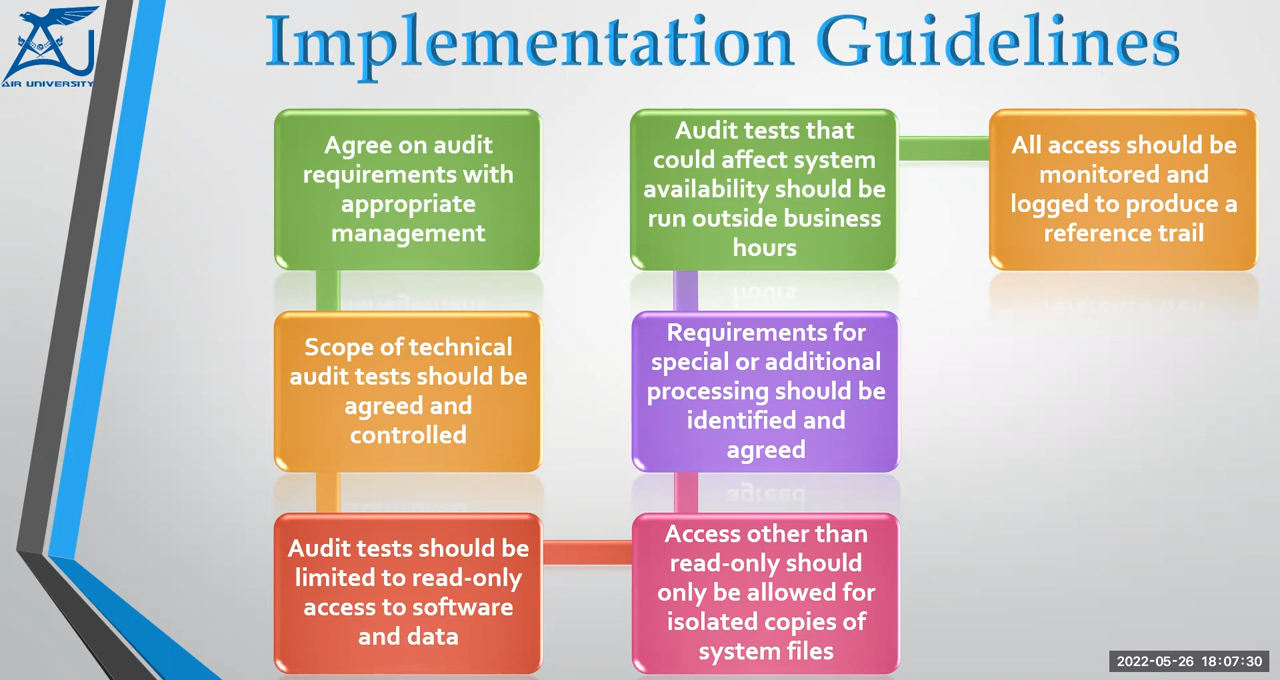 AIR UNIVERSITY
Implementation Guidelines
Agree on audit
requirements with
appropriate
management
Scope of technical
audit tests should be
agreed and
controlled
Audit tests should be
limited to read-only
access to software
and data
Access other than
read-only should
only be allowed for
isolated copies of
system files
Requirements for
special or additional
processing should be
identified and
agreed
Audit tests that
could affect system
availability should be
run outside business
hours
All access should be
monitored and
logged to produce a
reference trail
2022-05-26 18:07:30